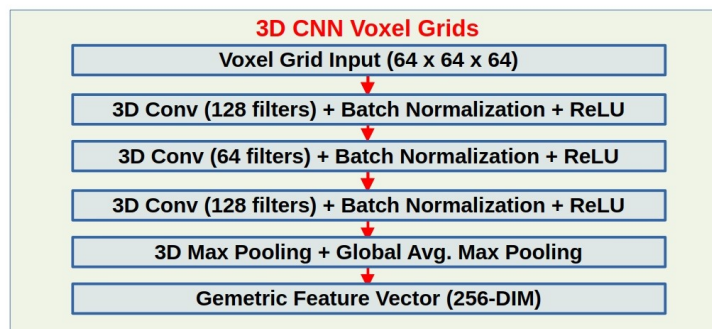 3D CNN Voxel Grids
Voxel Grid Input (64 x 64 x 64)
3D Conv (128 filters) + Batch Normalization + ReLU
3D Conv (64 filters) + Batch Normalization + ReLU
3D Conv (128 filters) + Batch Normalization + ReLU
3D Max Pooling + Global Avg. Max Pooling
Gemetric Feature Vector (256-DIM)